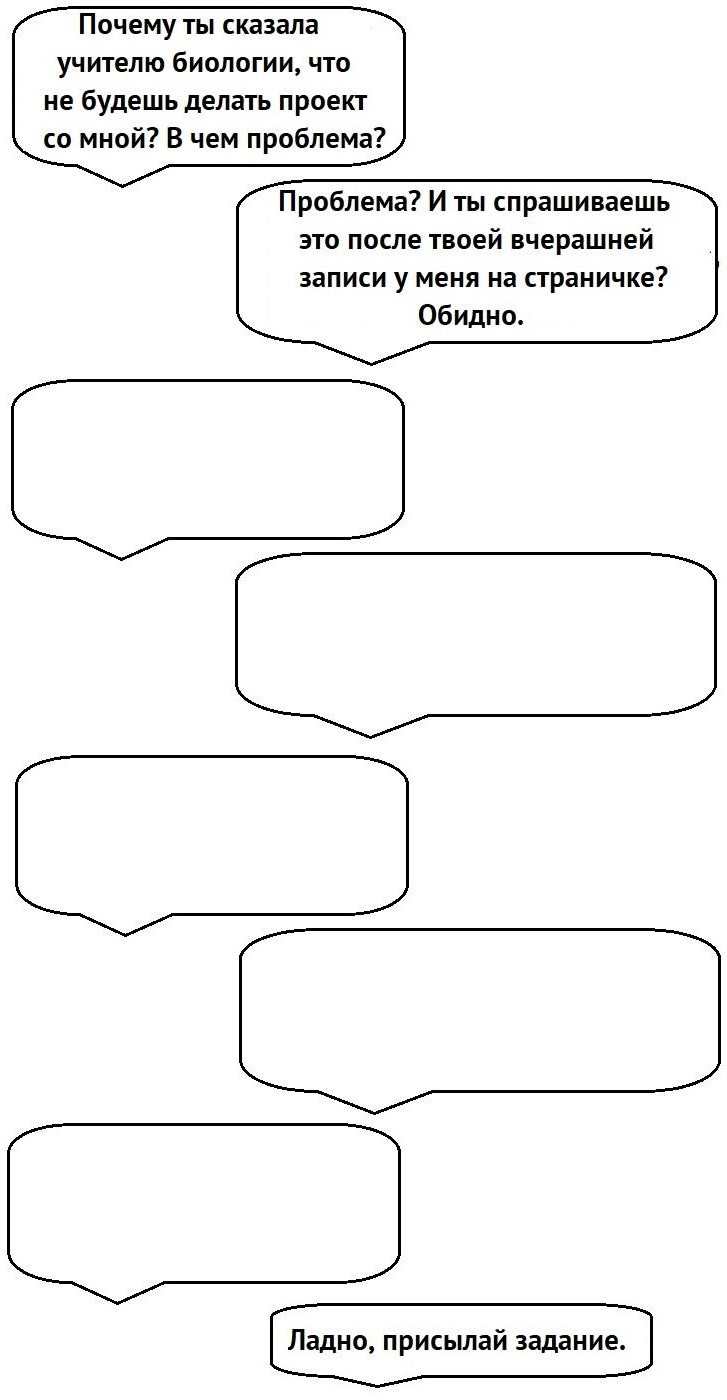 Почему ты сказала
учителю биологии, что
не будешь делать проект
со мной? В чем проблема?
Проблема? И ты спрашиваешь
это после твоей вчерашней
записи у меня на страничке?
Обидно.
Ладно, присылай задание.